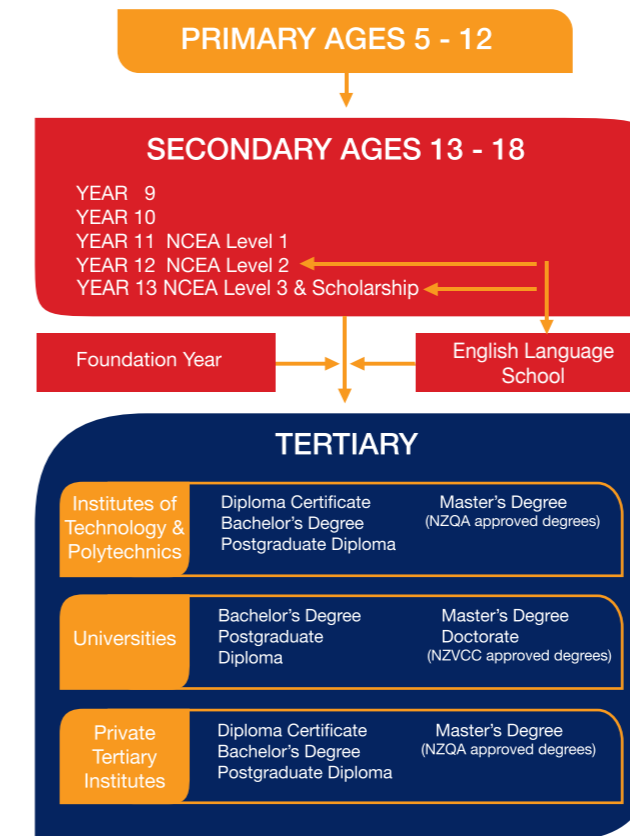 PRIMARY AGES 5 - 12
SECONDARY AGES 13 - 18
YEAR 9
YEAR 10
YEAR 11 NCEA Level 1
YEAR 12 NCEA Level 2
YEAR 13 NCEA Level 3 & Scholarship
Foundation Year
English Language
School
TERTIARY
Institutes of
Technology &
Polytechnics
Diploma Certificate
Bachelor's Degree
Postgraduate Diploma
Master's Degree
(NZQA approved degrees)
Universities
Bachelor's Degree
Postgraduate
Diploma
Master's Degree
Doctorate
(NZVCC approved degrees)
Private
Tertiary
Institutes
Diploma Certificate
Bachelor's Degree
Postgraduate Diploma
Master's Degree
(NZQA approved degrees)